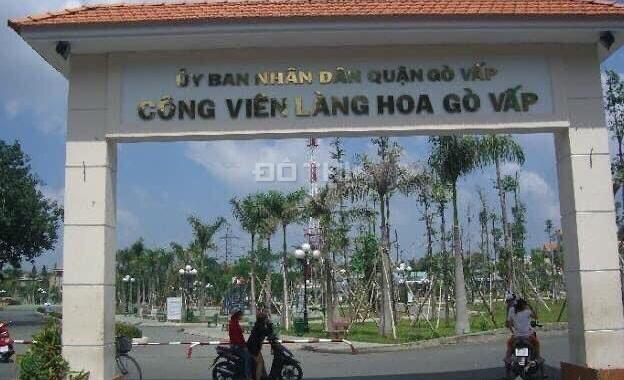 ỦY BAN NHÂN DÂN QUẬN GÒ VẤP
CÔNG VIÊN LÀNG HOA GÒ VẤP